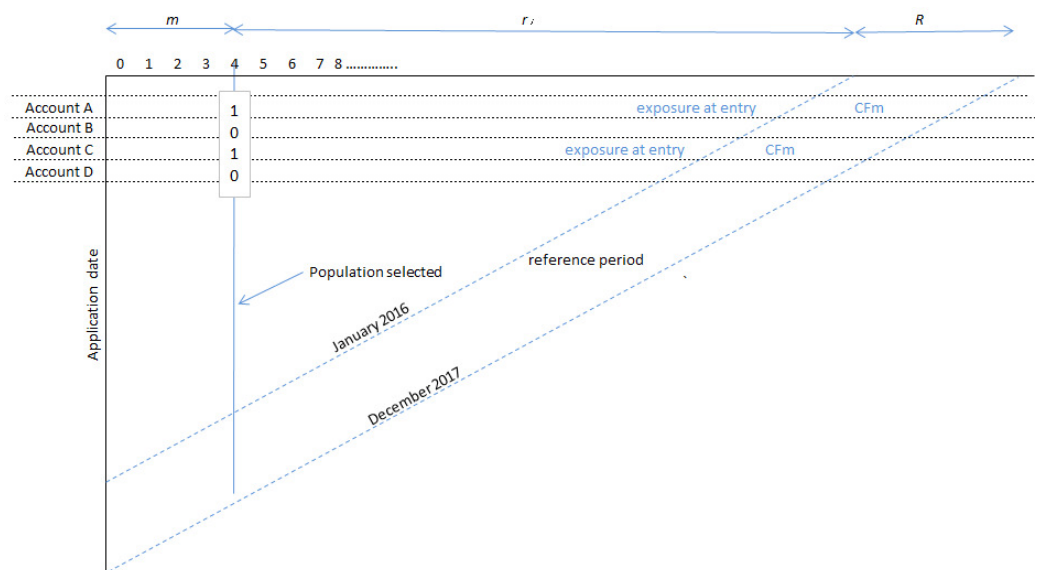 m r i R
0 1 2 3 4 5 6 7 8 ..............
Account A 1 exposure at entry CFm
Account B 0
Account C 1 exposure at entry CFm
Account D 0
Application date
reference period
Population selected
January 2016
December 2017